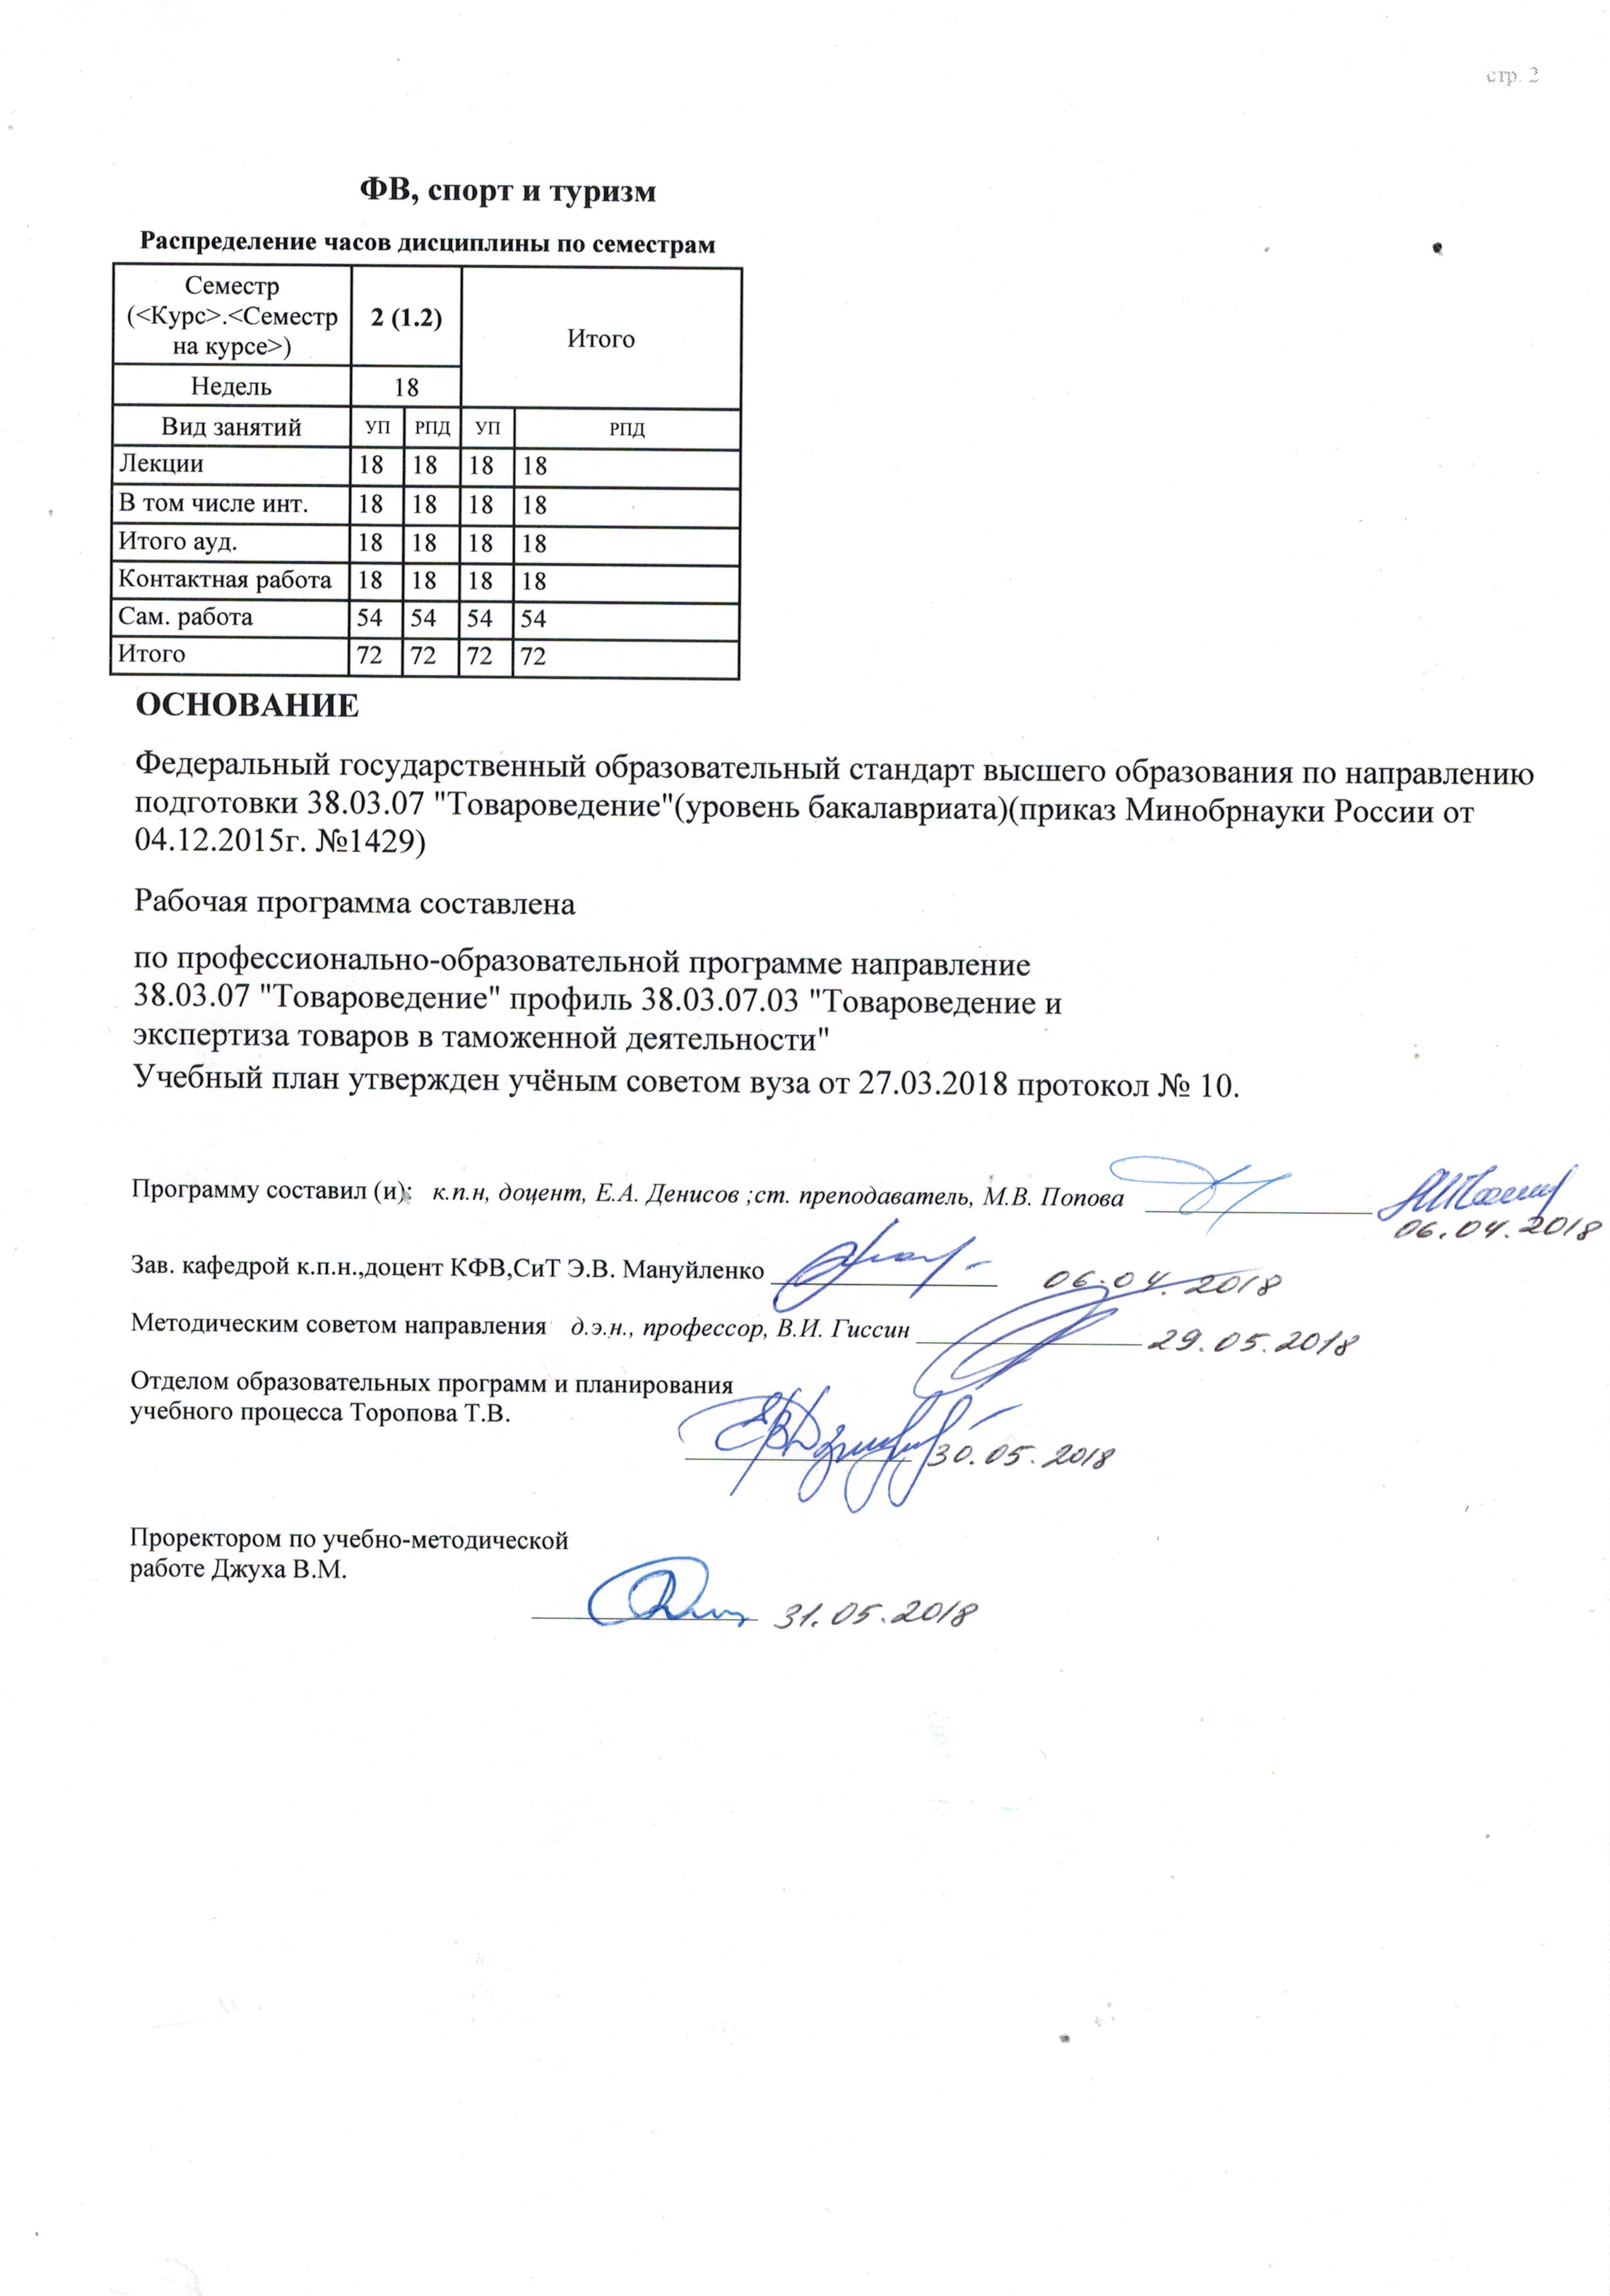 стр. 2
ФВ, спорт и туризм
Распределение часов дисциплины по семестрам
Семестр
(<Курс>.<Семестр
на курсе>)
2 (1.2)
Итого
Недель 18
Вид занятий УП РПД УП РПД
Лекции 18 18 18 18
В том числе инт. 18 18 18 18
Итого ауд. 18 18 18 18
Контактная работа 18 18 18 18
Сам. работа 54 54 54 54
Итого 72 72 72 72
ОСНОВАНИЕ
Федеральный государственный образовательный стандарт высшего образования по направлению
подготовки 38.03.07 "Товароведение"(уровень бакалавриата)(приказ Минобрнауки России от
04.12.2015г. №1429)
Рабочая программа составлена
по профессионально-образовательной программе направление
38.03.07 "Товароведение" профиль 38.03.07.03 "Товароведение и
экспертиза товаров в таможенной деятельности"
Учебный план утвержден учёным советом вуза от 27.03.2018 протокол № 10.
Программу составил (и): к.п.н, доцент, Е.А. Денисов ;ст. преподаватель, М.В. Попова
06.04.2018
Зав. кафедрой к.п.н.,доцент КФВ,СиТ Э.В. Мануйленко 06.04.2018
Методическим советом направления д.э.н., профессор, В.И. Гиссин 29.05.2018
Отделом образовательных программ и планирования
учебного процесса Торопова Т.В.
30.05.2018
Проректором по учебно-методической
работе Джуха В.М.
31.05.2018